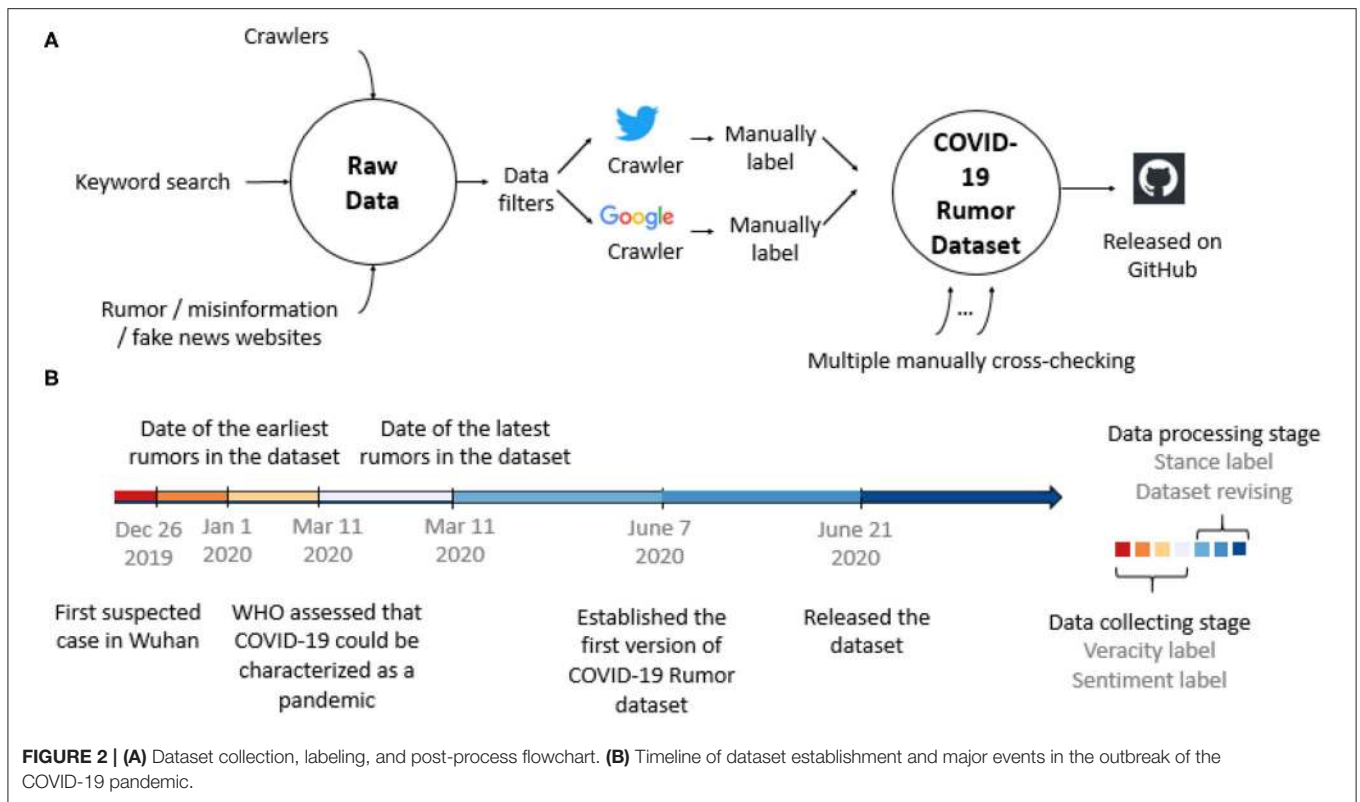 A
Crawlers
Keyword search
Rumor / misinformation
/ fake news websites
Raw
Data
Data
filters
Crawler
Manually
label
Google
Crawler
Manually
label
COVID-
19
Rumor
Dataset
...
Multiple manually cross-checking
Released on
GitHub
B
Date of the earliest
rumors in the dataset
Date of the latest
rumors in the dataset
Dec 26
2019
Jan 1
2020
Mar 11
2020
Mar 11
2020
June 7
2020
June 21
2020
First suspected
case in Wuhan
WHO assessed that
COVID-19 could be
characterized as a
pandemic
Established the
first version of
COVID-19 Rumor
dataset
Released the
dataset
Data processing stage
Stance label
Dataset revising
Data collecting stage
Veracity label
Sentiment label
FIGURE 2 | (A) Dataset collection, labeling, and post-process flowchart. (B) Timeline of dataset establishment and major events in the outbreak of the
COVID-19 pandemic.